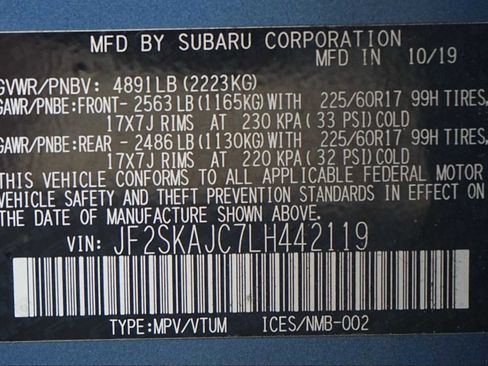 MFD BY SUBARU CORPORATION
MFD IN 10/19
GVWR/PNBV: 4891LB (2223KG)
GAWR/PNBE:FRONT- 2563 LB (1165KG) WITH 225/60R17 99H TIRES,
17X7J RIMS AT 230 KPA ( 33 PSI) COLD
GAWR/PNBE:REAR - 2486 LB (1130KG) WITH 225/60R17 99H TIRES,
17X7J RIMS AT 220 KPA ( 32 PSI) COLD
THIS VEHICLE CONFORMS TO ALL APPLICABLE FEDERAL MOTOR
VEHICLE SAFETY AND THEFT PREVENTION STANDARDS IN EFFECT
ON THE DATE OF MANUFACTURE SHOWN ABOVE.
VIN: JF2SKAJC7LH442119
TYPE:MPV/VTUM ICES/NMB-002